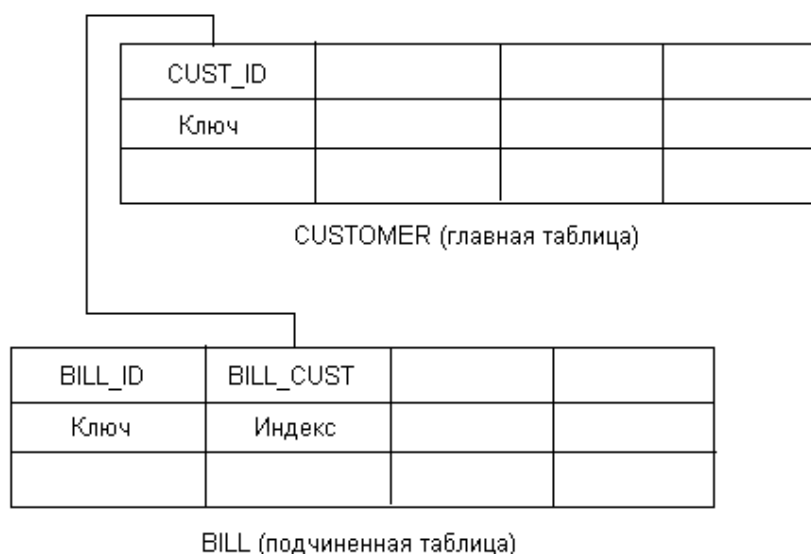 CUST_ID
Ключ
CUSTOMER (главная таблица)
BILL_ID BILL_CUST
Ключ Индекс
BILL (подчиненная таблица)